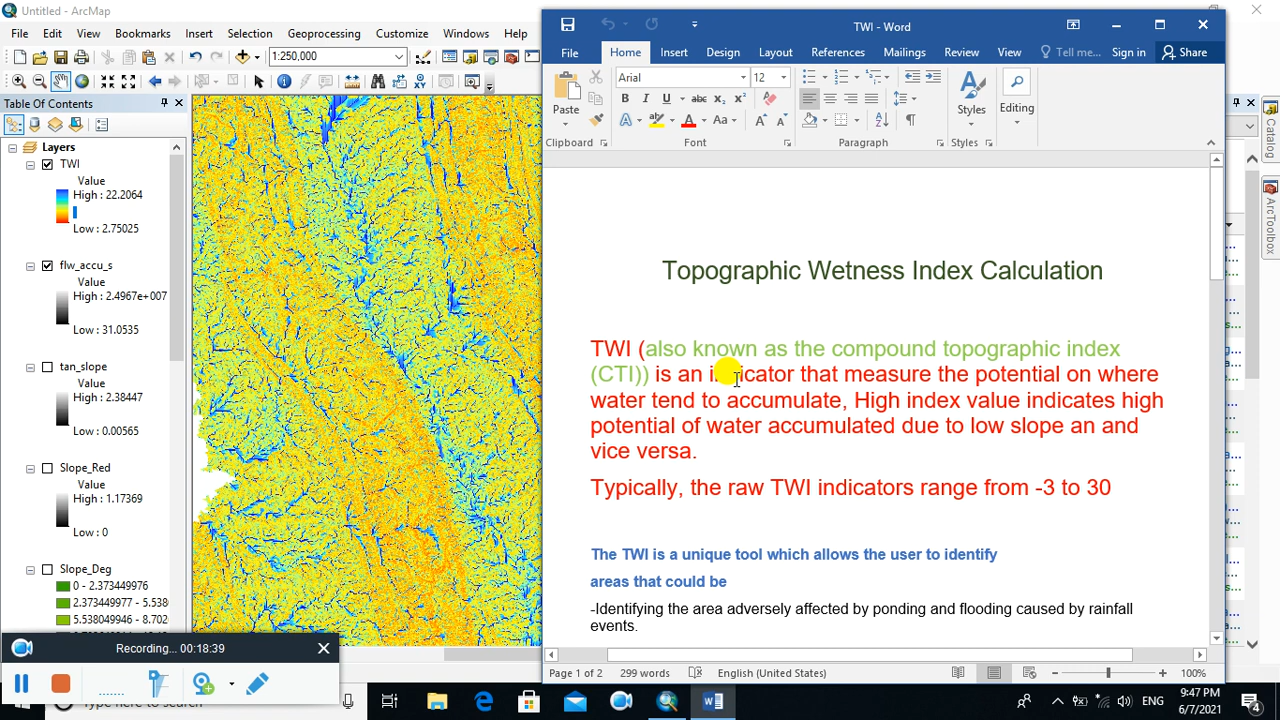 Untitled - ArcMap
File Edit View Bookmarks Insert Selection Geoprocessing Customize Windows Help
1:250,000
Table Of Contents
Layers
TWI
Value
High : 22.2064
Low : 2.75025
flw_accu_s
Value
High : 2.4967e+007
Low : 31.0535
tan_slope
Value
High : 2.38447
Low : 0.00565
Slope_Red
Value
High : 1.17369
Low : 0
Slope_Deg
0 - 2.373449976
2.373449977 - 5.538
5.538049946 - 8.702
Recording... 00:18:39
TWI - Word
File Home Insert Design Layout References Mailings Review View Tell me... Sign in Share
Paste
Arial 12
B I U abc X₂ X²
A A Aa A A
Styles
Editing
Clipboard Font Paragraph Styles
Topographic Wetness Index Calculation
TWI (also known as the compound topographic index
(CTI)) is an indicator that measure the potential on where
water tend to accumulate, High index value indicates high
potential of water accumulated due to low slope an and
vice versa.
Typically, the raw TWI indicators range from -3 to 30
The TWI is a unique tool which allows the user to identify
areas that could be
-Identifying the area adversely affected by ponding and flooding caused by rainfall
events.
Page 1 of 2 299 words English (United States) 100%
Catalog
ArcToolbox
Type here to search
ENG
9:47 PM
6/7/2021
4